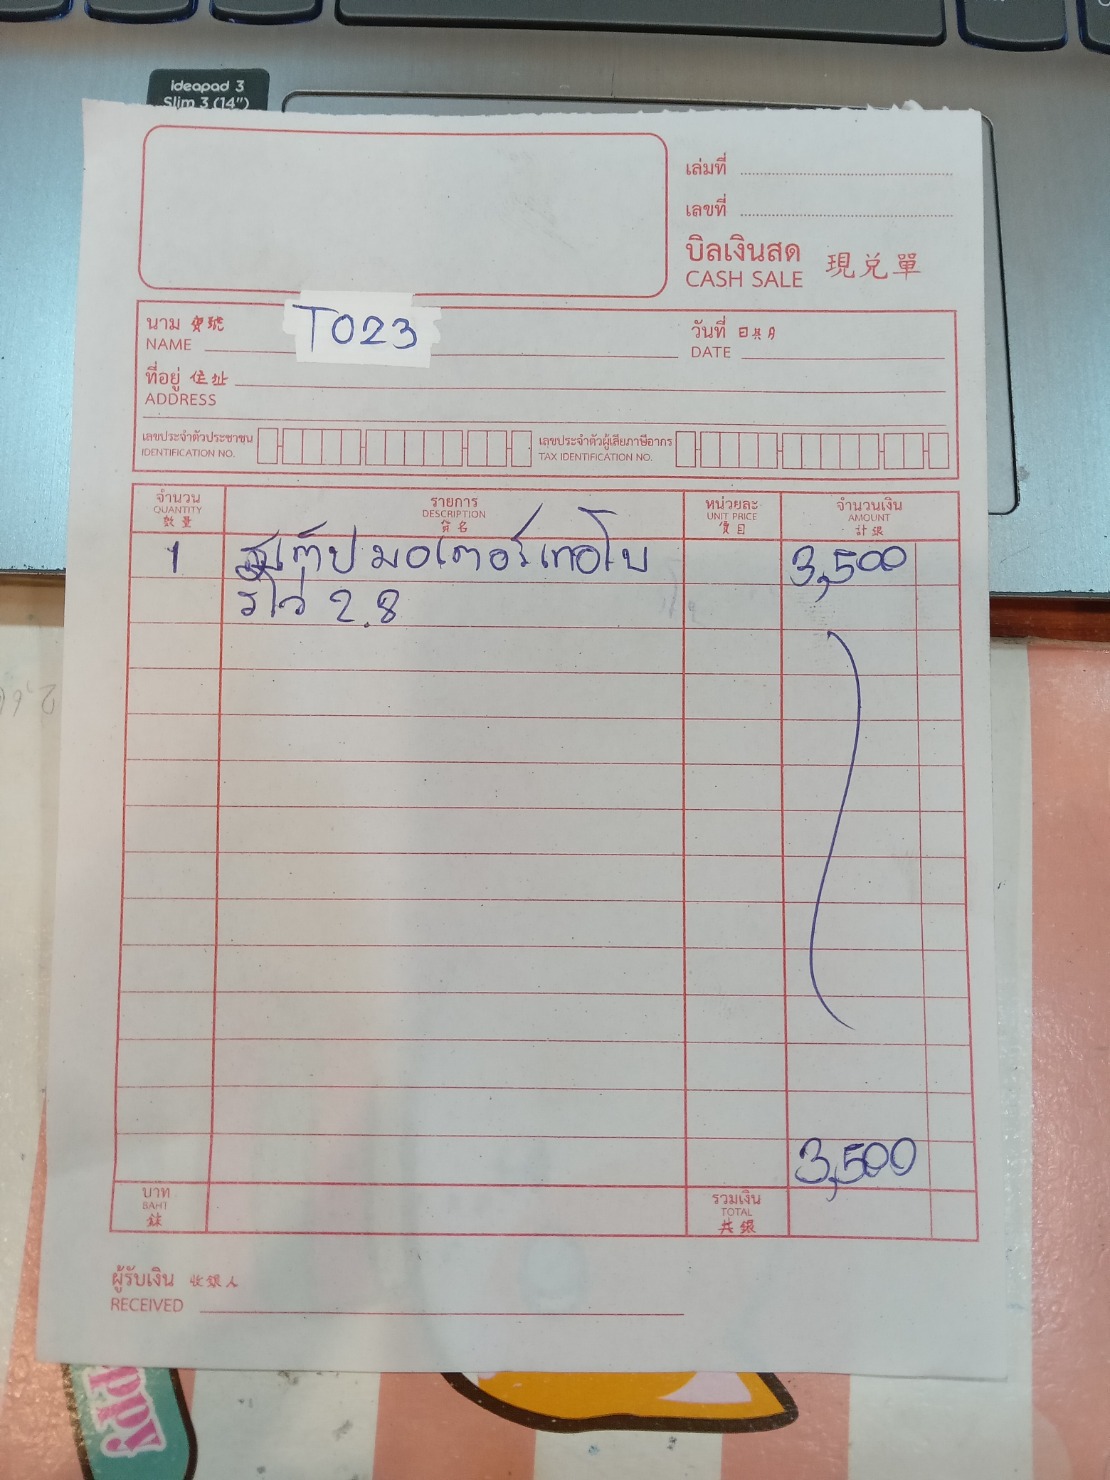 ideapad 3
Slim 3 (14")
เล่มที่
เลขที่
บิลเงินสด 現兑單
CASH SALE
นาม
NAME
T023
วันที่
DATE
ที่อยู่ 住址
ADDRESS
เลขประจำตัวประชาชน
IDENTIFICATION NO.
เลขประจำตัวผู้เสียภาษีอากร
TAX IDENTIFICATION NO.
จำนวน
QUANTITY
數量
รายการ
DESCRIPTION
貨名
หน่วยละ
UNIT PRICE
價目
จำนวนเงิน
AMOUNT
計銀
1 สเต็ปมอเตอร์เทอโบ 3,500
รีโว่ 2.8
3,500
บาท
BAHT
銖
รวมเงิน
TOTAL
共銀
ผู้รับเงิน 收銀人
RECEIVED